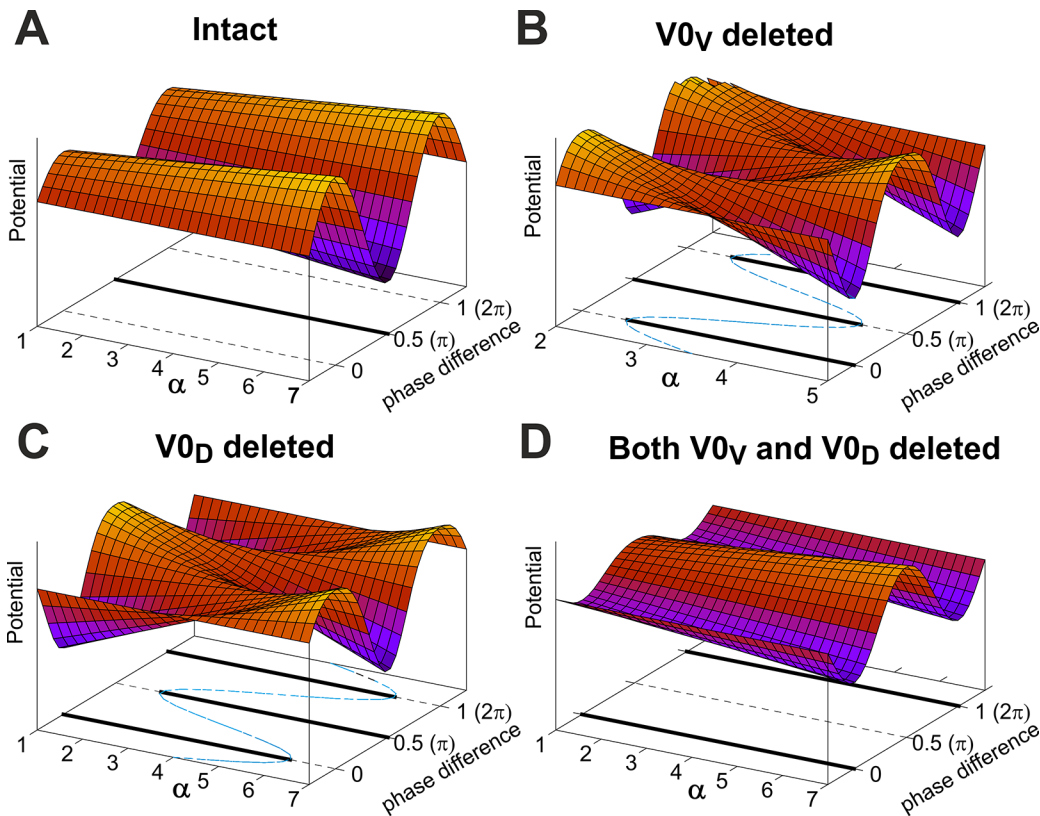 A
Intact
Potential
1
2
3
4
5
6
7
α
0
0.5 (π)
1 (2π)
phase difference
B
V0V deleted
Potential
2
3
4
5
α
0
0.5 (π)
1 (2π)
phase difference
C
V0D deleted
Potential
1
2
3
4
5
6
7
α
0
0.5 (π)
1 (2π)
phase difference
D
Both V0V and V0D deleted
Potential
1
2
3
4
5
6
7
α
0
0.5 (π)
1 (2π)
phase difference